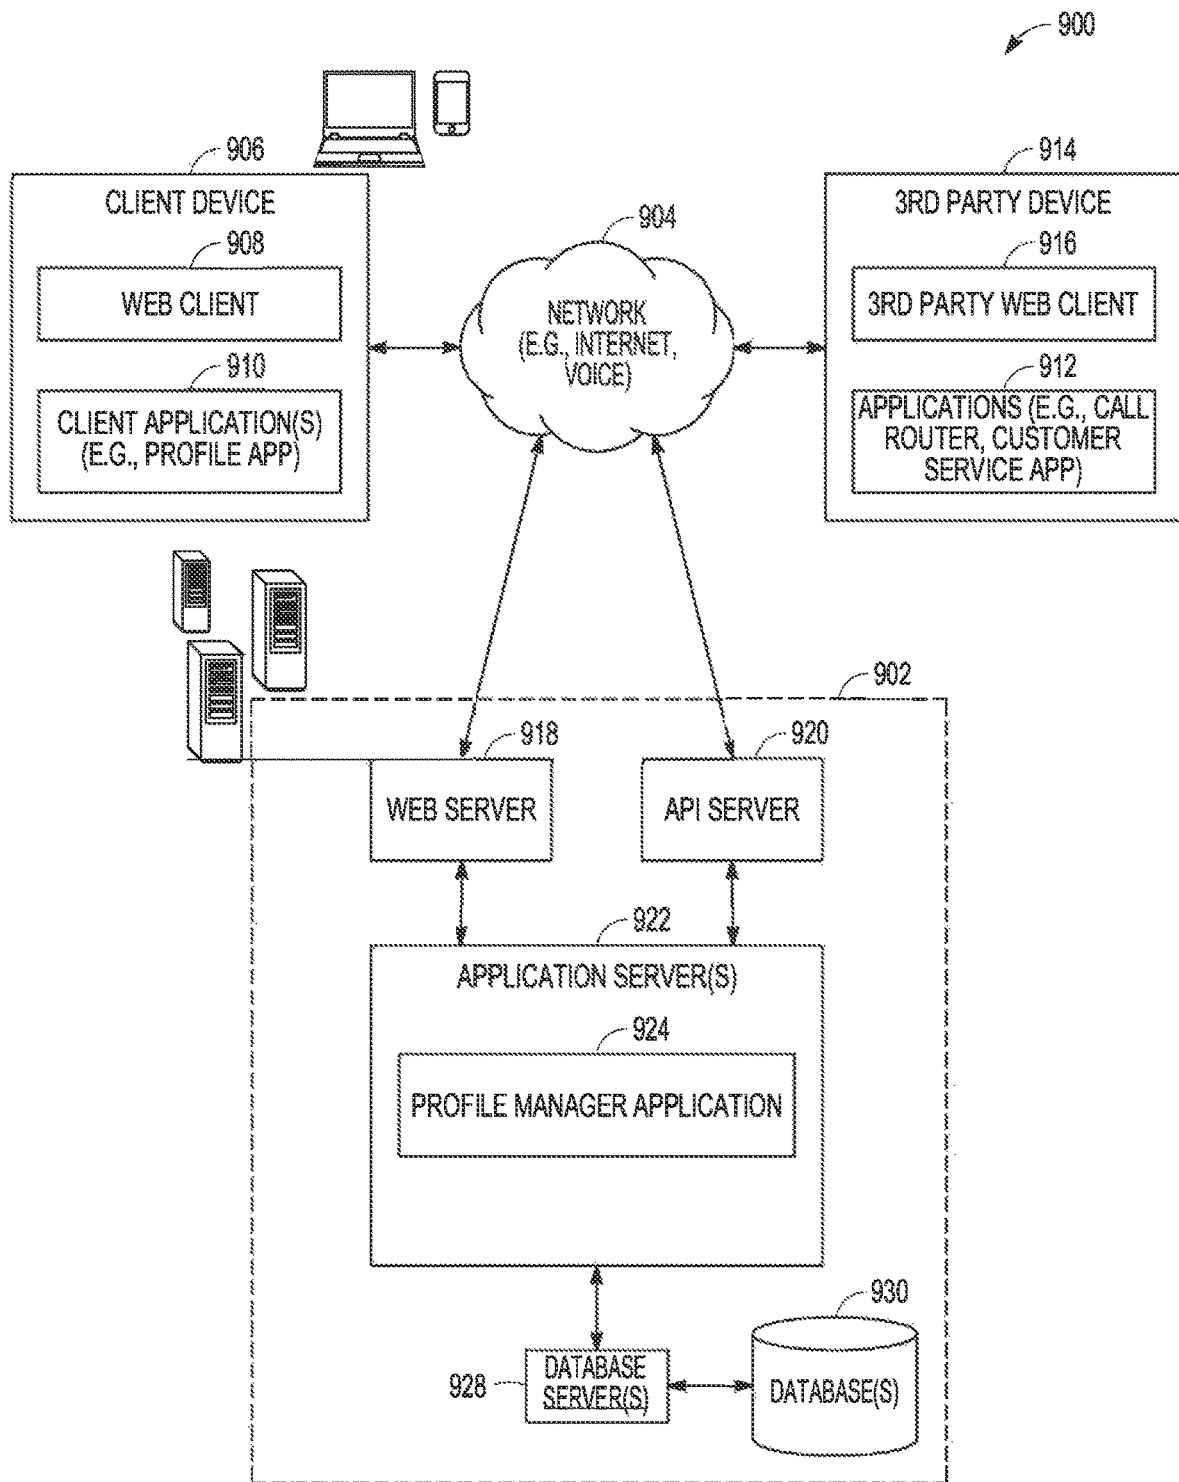 900
906
CLIENT DEVICE
908
WEB CLIENT
910
CLIENT APPLICATION(S)
(E.G., PROFILE APP)
904
NETWORK
(E.G., INTERNET,
VOICE)
914
3RD PARTY DEVICE
916
3RD PARTY WEB CLIENT
912
APPLICATIONS (E.G., CALL
ROUTER, CUSTOMER
SERVICE APP)
902
918
WEB SERVER
920
API SERVER
922
APPLICATION SERVER(S)
924
PROFILE MANAGER APPLICATION
928
DATABASE
SERVER(S)
930
DATABASE(S)